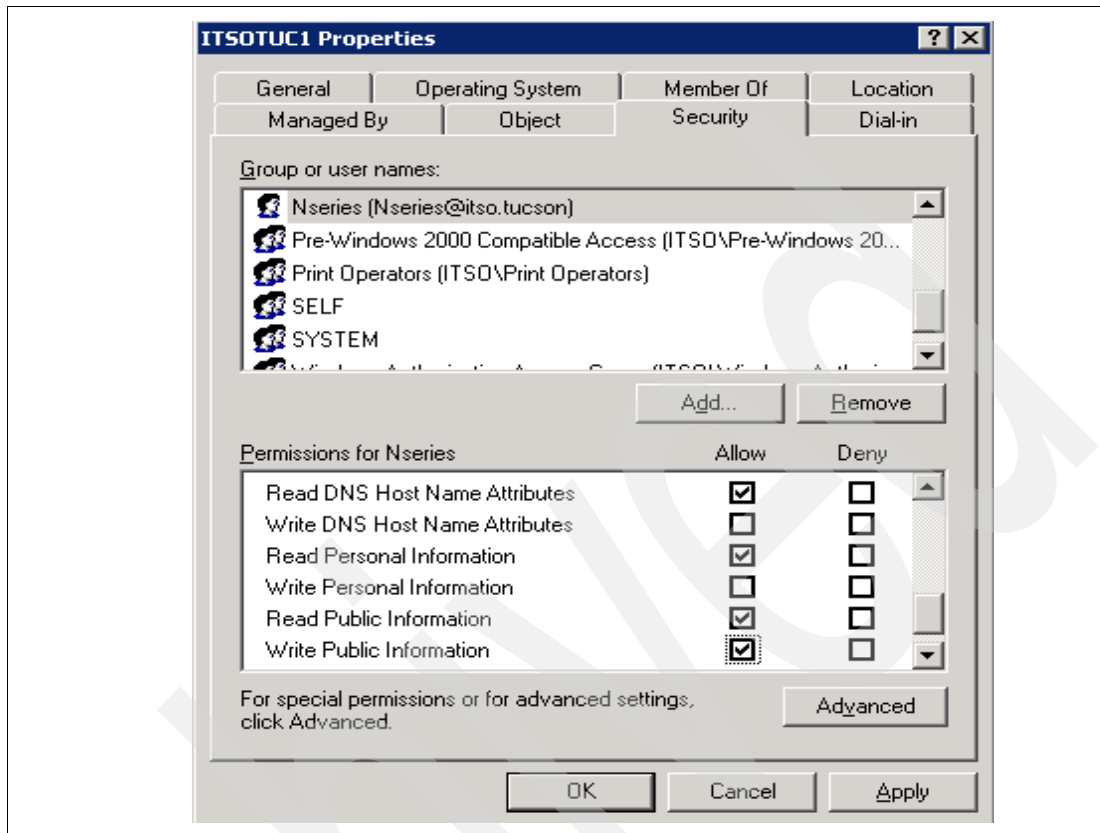 ITSOTUC1 Properties
General Operating System Member Of Location
Managed By Object Security Dial-in
Group or user names:
Nseries (Nseries@itso.tucson)
Pre-Windows 2000 Compatible Access (ITSO\Pre-Windows 20...
Print Operators (ITSO\Print Operators)
SELF
SYSTEM
Add... Remove
Permissions for Nseries Allow Deny
Read DNS Host Name Attributes
Write DNS Host Name Attributes
Read Personal Information
Write Personal Information
Read Public Information
Write Public Information
For special permissions or for advanced settings,
click Advanced.
Advanced
OK Cancel Apply